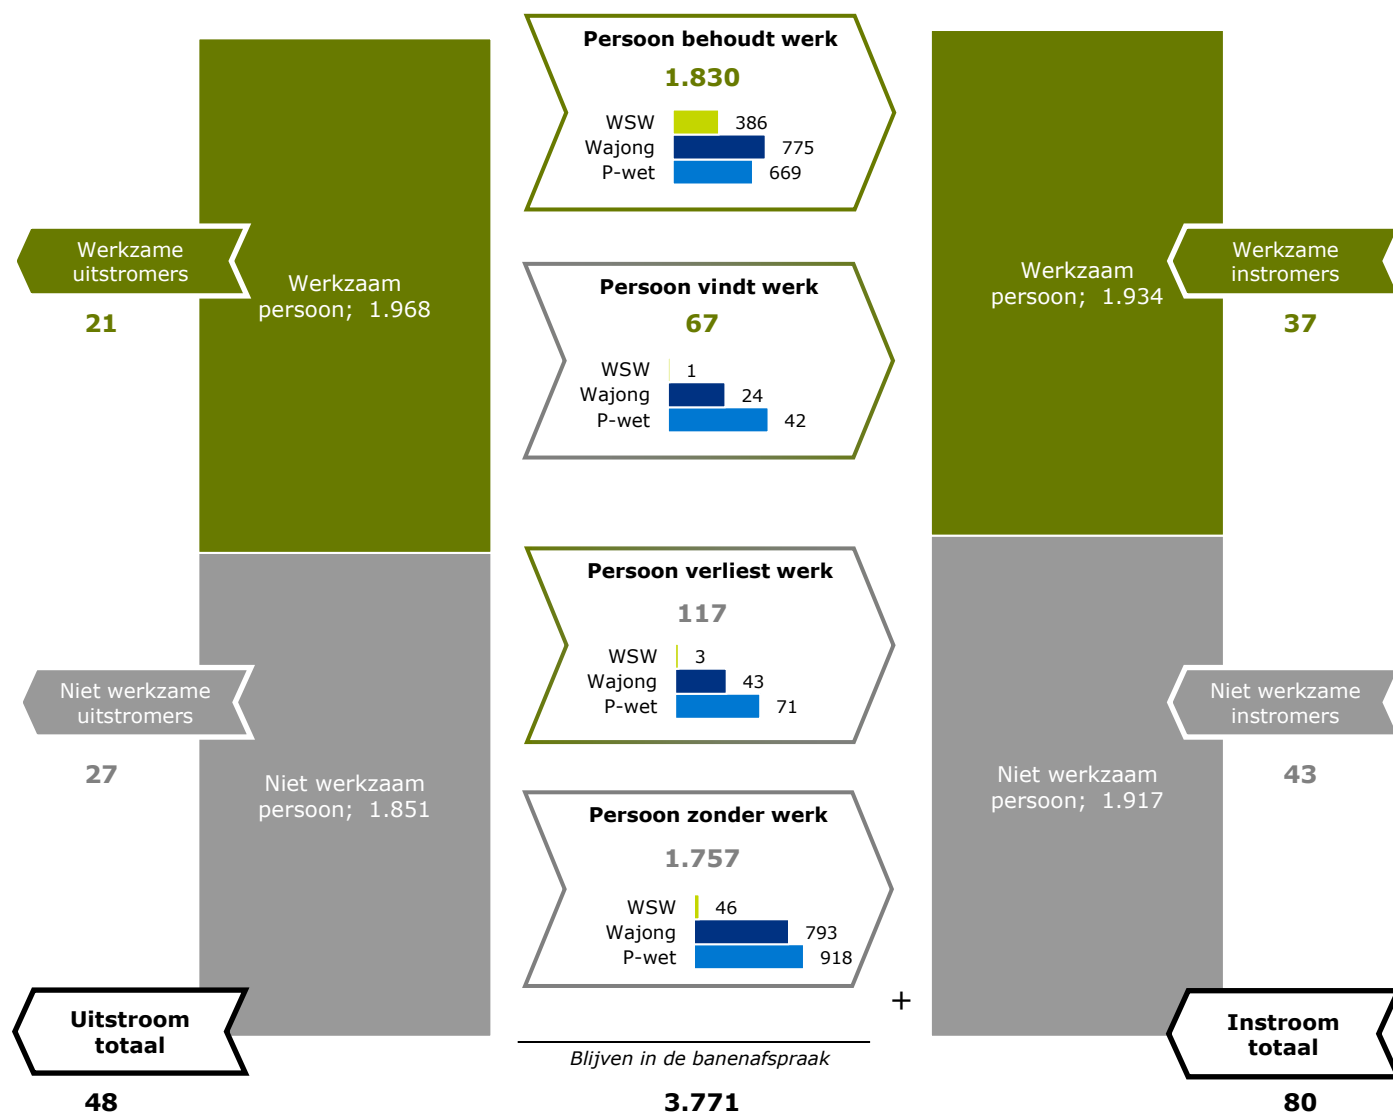 Werkzame
uitstromers
21
Niet werkzame
uitstromers
27
Uitstroom
totaal
48
Werkzaam
persoon; 1.968
Niet werkzaam
persoon; 1.851
Persoon behoudt werk
1.830
WSW 386
Wajong 775
P-wet 669
Persoon vindt werk
67
WSW 1
Wajong 24
P-wet 42
Persoon verliest werk
117
WSW 3
Wajong 43
P-wet 71
Persoon zonder werk
1.757
WSW 46
Wajong 793
P-wet 918
+
Blijven in de banenafspraak
3.771
Werkzaam
persoon; 1.934
Niet werkzaam
persoon; 1.917
Werkzame
instromers
37
Niet werkzame
instromers
43
Instroom
totaal
80